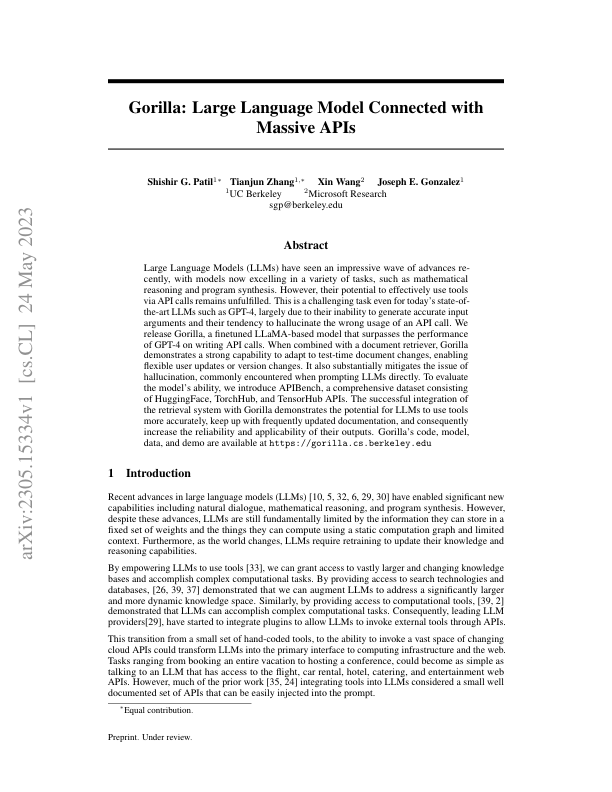 Gorilla: Large Language Model Connected with
Massive APIs
Shishir G. Patil1∗ Tianjun Zhang1,∗ Xin Wang2 Joseph E. Gonzalez1
1UC Berkeley 2Microsoft Research
sgp@berkeley.edu
Abstract
Large Language Models (LLMs) have seen an impressive wave of advances re-
cently, with models now excelling in a variety of tasks, such as mathematical
reasoning and program synthesis. However, their potential to effectively use tools
via API calls remains unfulfilled. This is a challenging task even for today's state-of-
the-art LLMs such as GPT-4, largely due to their inability to generate accurate input
arguments and their tendency to hallucinate the wrong usage of an API call. We
release Gorilla, a finetuned LLaMA-based model that surpasses the performance
of GPT-4 on writing API calls. When combined with a document retriever, Gorilla
demonstrates a strong capability to adapt to test-time document changes, enabling
flexible user updates or version changes. It also substantially mitigates the issue of
hallucination, commonly encountered when prompting LLMs directly. To evaluate
the model's ability, we introduce APIBench, a comprehensive dataset consisting
of HuggingFace, TorchHub, and TensorHub APIs. The successful integration of
the retrieval system with Gorilla demonstrates the potential for LLMs to use tools
more accurately, keep up with frequently updated documentation, and consequently
increase the reliability and applicability of their outputs. Gorilla's code, model,
data, and demo are available at https://gorilla.cs.berkeley.edu
1 Introduction
Recent advances in large language models (LLMs) [10, 5, 32, 6, 29, 30] have enabled significant new
capabilities including natural dialogue, mathematical reasoning, and program synthesis. However,
despite these advances, LLMs are still fundamentally limited by the information they can store in a
fixed set of weights and the things they can compute using a static computation graph and limited
context. Furthermore, as the world changes, LLMs require retraining to update their knowledge and
reasoning capabilities.
By empowering LLMs to use tools [33], we can grant access to vastly larger and changing knowledge
bases and accomplish complex computational tasks. By providing access to search technologies and
databases, [26, 39, 37] demonstrated that we can augment LLMs to address a significantly larger
and more dynamic knowledge space. Similarly, by providing access to computational tools, [39, 2]
demonstrated that LLMs can accomplish complex computational tasks. Consequently, leading LLM
providers[29], have started to integrate plugins to allow LLMs to invoke external tools through APIs.
This transition from a small set of hand-coded tools, to the ability to invoke a vast space of changing
cloud APIs could transform LLMs into the primary interface to computing infrastructure and the web.
Tasks ranging from booking an entire vacation to hosting a conference, could become as simple as
talking to an LLM that has access to the flight, car rental, hotel, catering, and entertainment web
APIs. However, much of the prior work [35, 24] integrating tools into LLMs considered a small well
documented set of APIs that can be easily injected into the prompt.
∗Equal contribution.
Preprint. Under review.
arXiv:2305.15334v1 [cs.CL] 24 May 2023